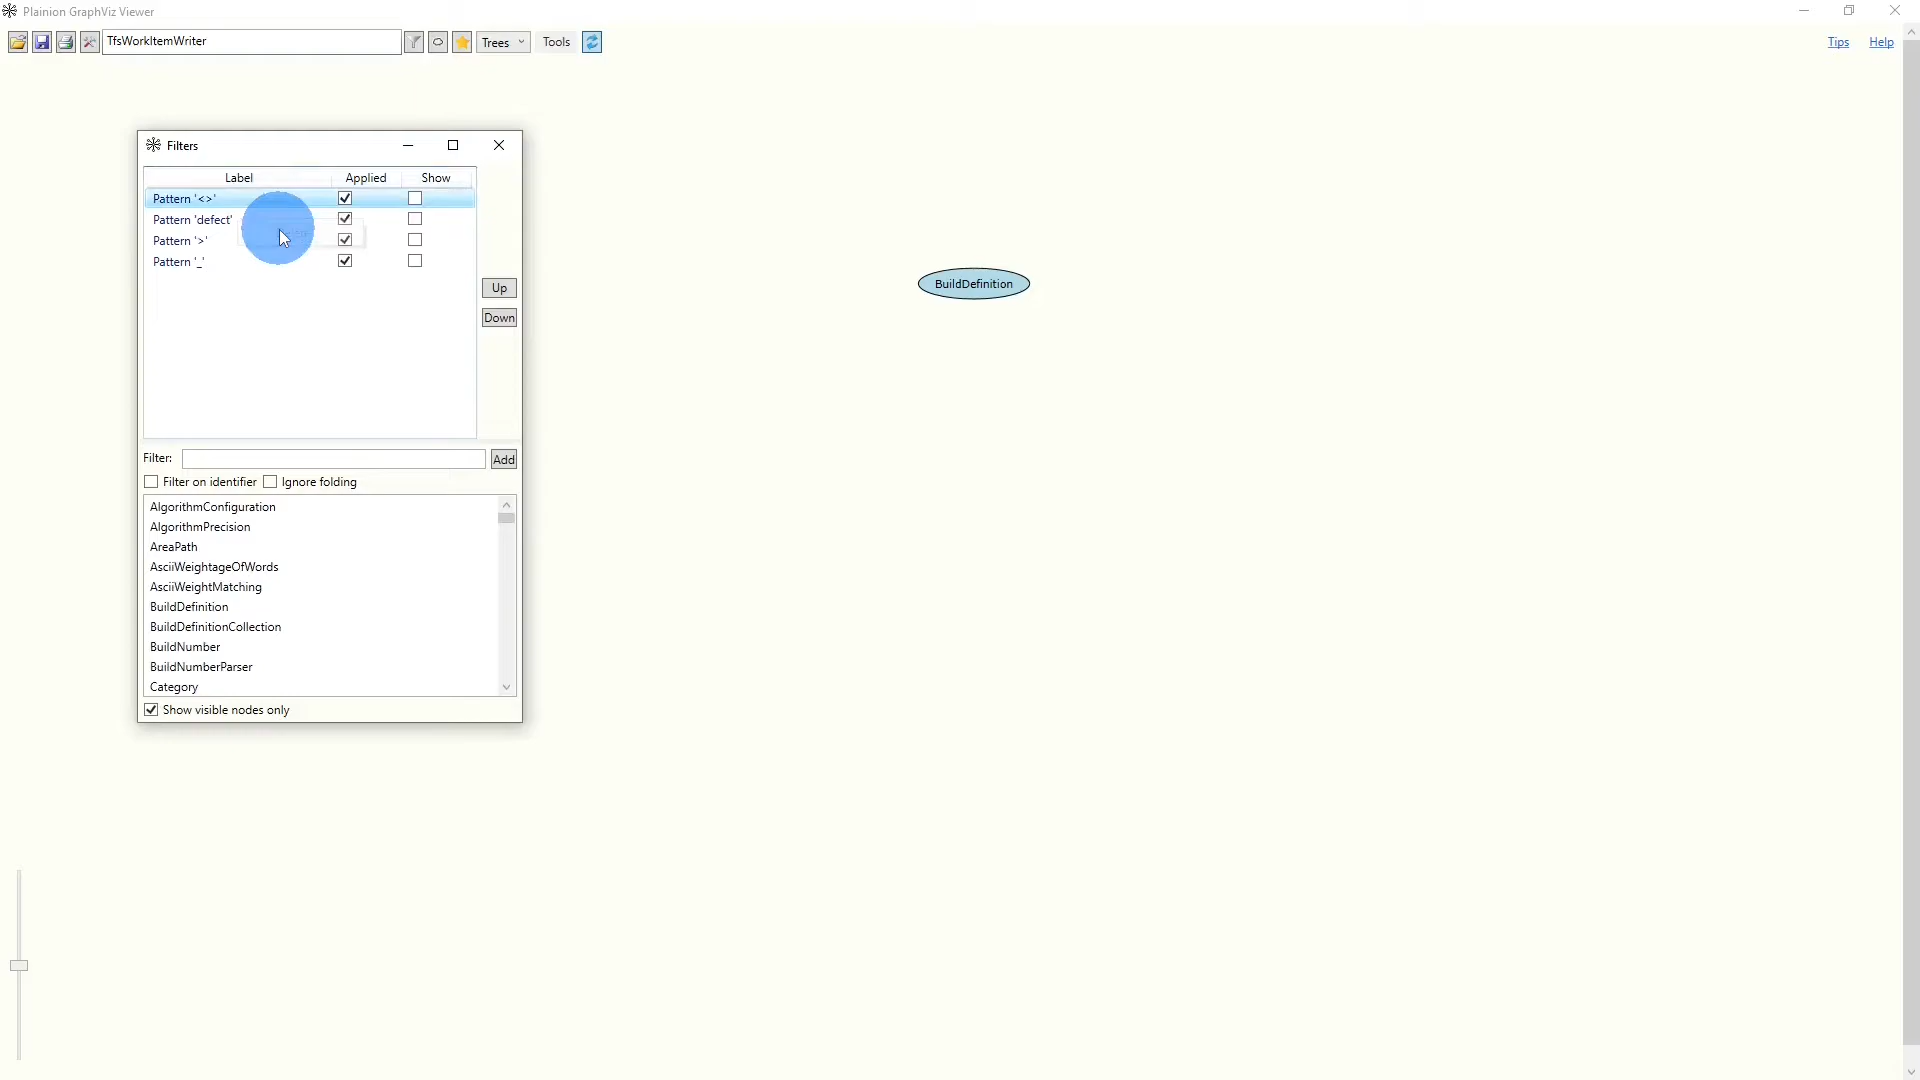 Plainion GraphViz Viewer
TfsWorkItemWriter
Trees
Tools
Tips
Help
Filters
Label
Applied
Show
Pattern '<>'
Pattern 'defect'
Pattern '>'
Pattern '_'
Up
Down
BuildDefinition
Filter:
Add
Filter on identifier
Ignore folding
AlgorithmConfiguration
AlgorithmPrecision
AreaPath
AsciiWeightageOfWords
AsciiWeightMatching
BuildDefinition
BuildDefinitionCollection
BuildNumber
BuildNumberParser
Category
Show visible nodes only